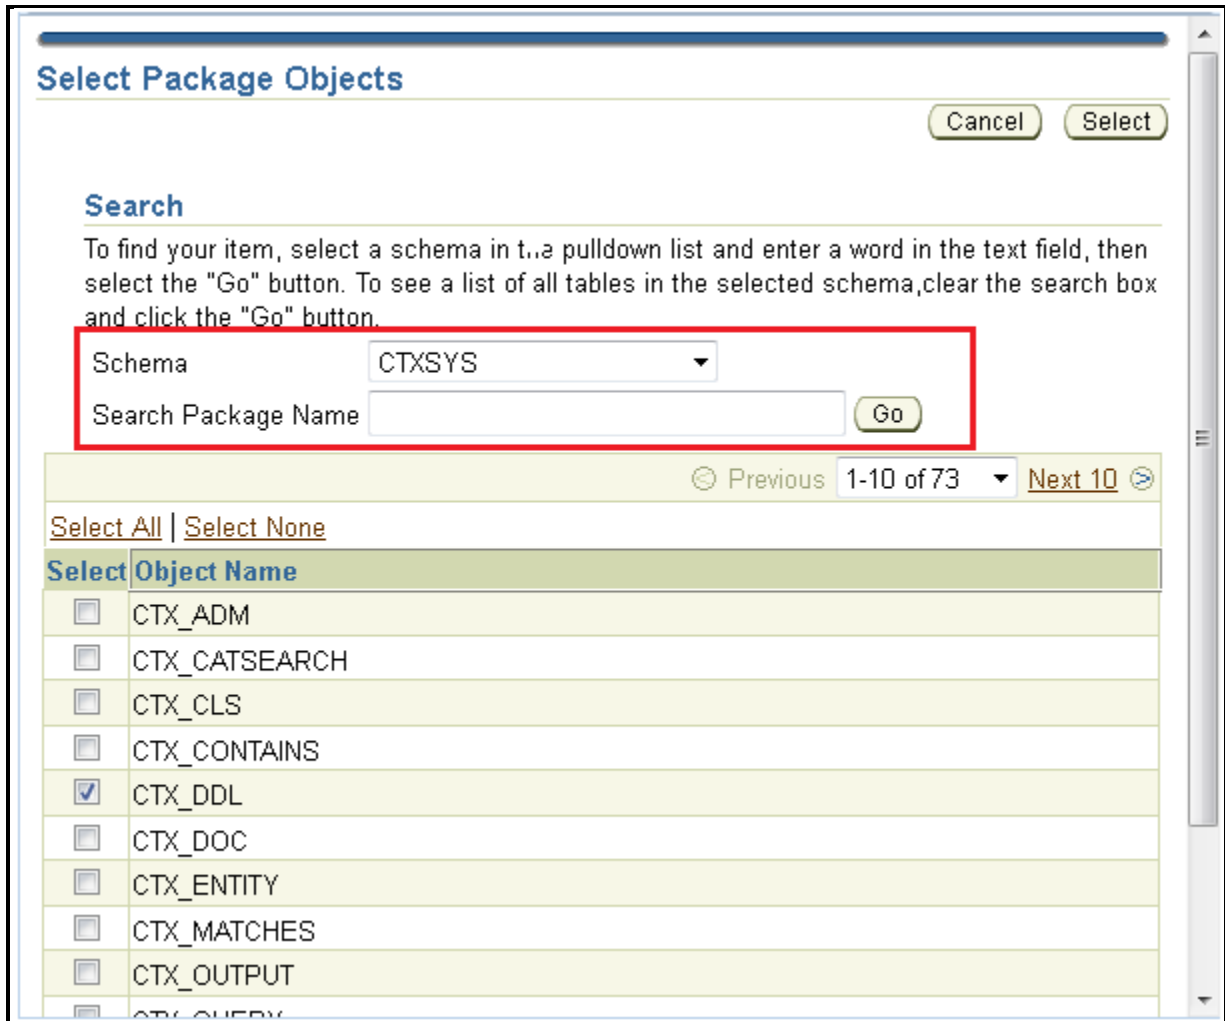 Select Package Objects
Cancel Select
Search
To find your item, select a schema in pulldown list and enter a word in the text field, then
select the "Go" button. To see a list of all tables in the selected schema,clear the search box
and click the "Go" button.
Schema CTXSYS
Search Package Name Go
Previous 1-10 of 73 Next 10
Select All | Select None
Select Object Name
CTX_ADM
CTX_CATSEARCH
CTX_CLS
CTX_CONTAINS
CTX_DDL
CTX_DOC
CTX_ENTITY
CTX_MATCHES
CTX_OUTPUT